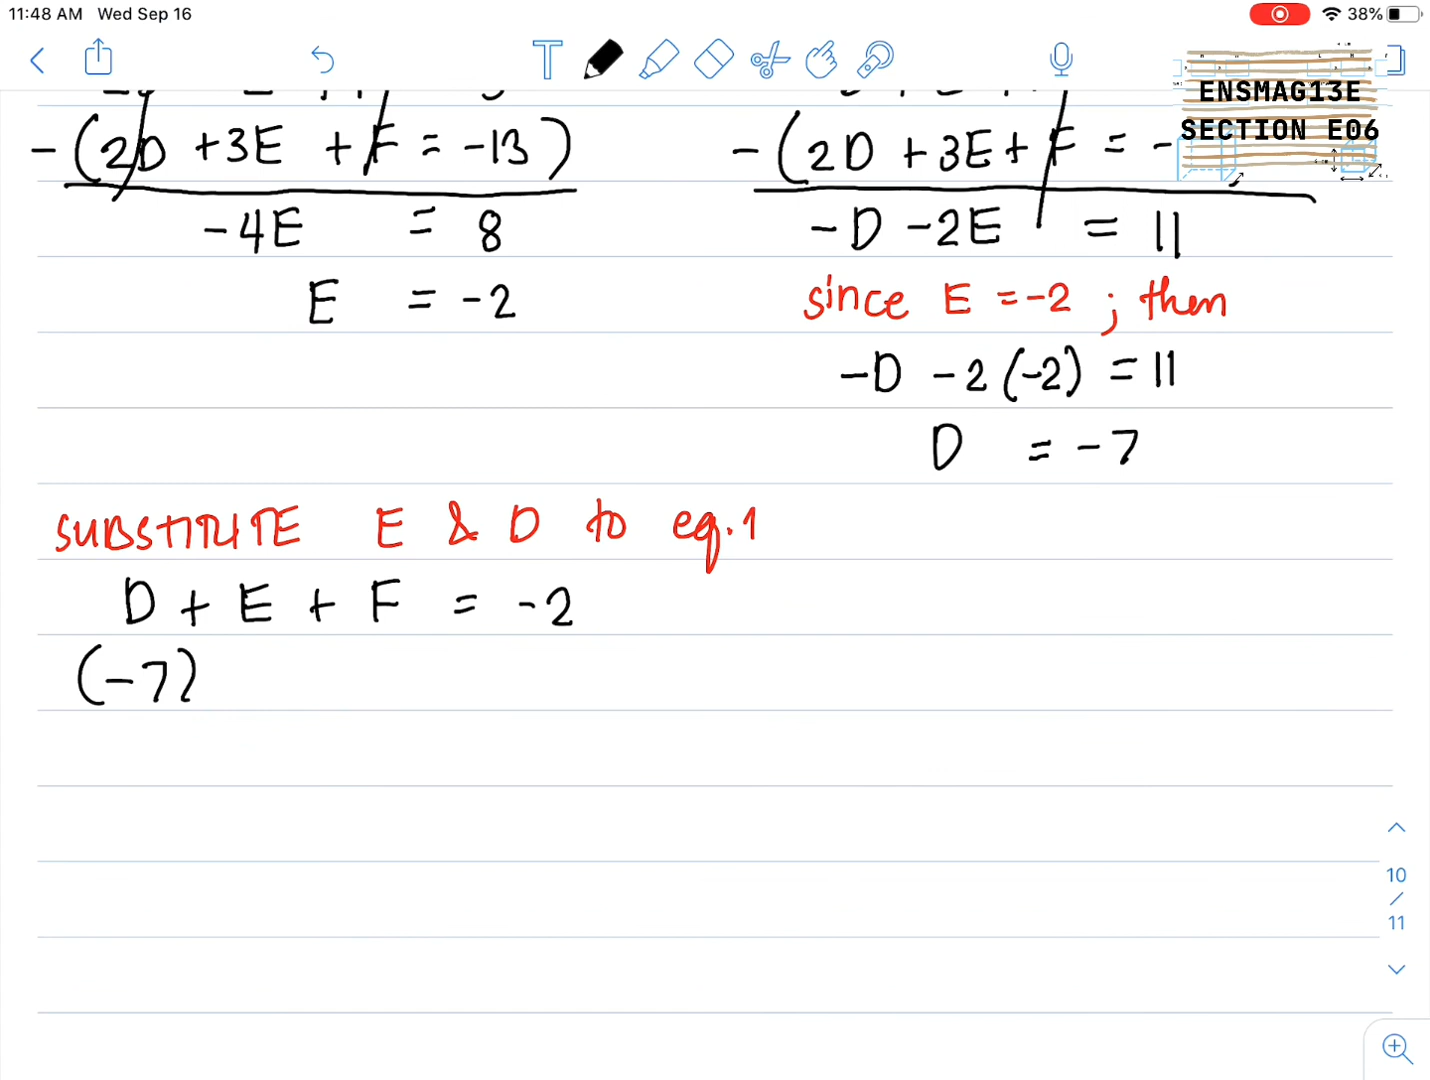 11:48 AM Wed Sep 16
38%
ENSMAG13E
SECTION E06
-(2D +3E +F = -13)
-4E = 8
E = -2
-(2D +3E+ F = -
-D -2E = 11
since E = -2 ; then
-D -2(-2) = 11
D = -7
SUBSTITUTE E & D to eq.1
D + E + F = -2
(-7)
10
/
11